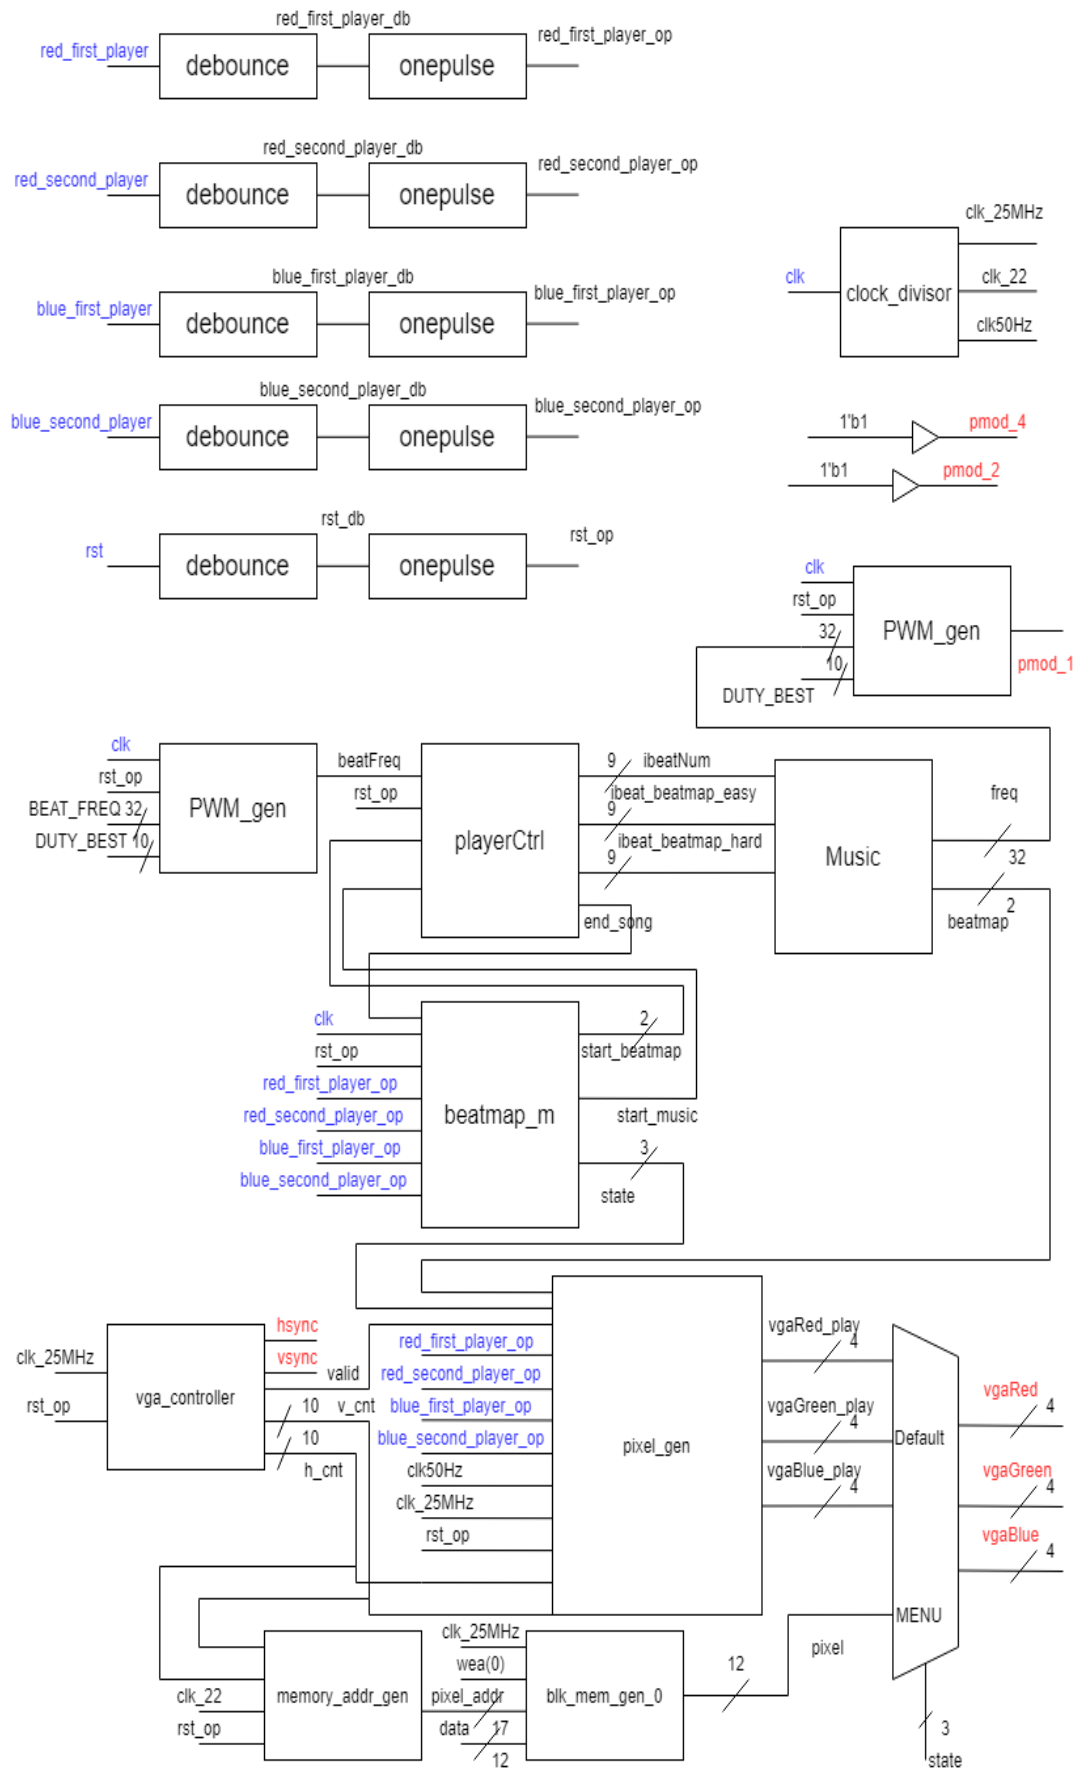 red_first_player_db
red_first_player
debounce
onepulse
red_first_player_op
red_second_player_db
red_second_player
debounce
onepulse
red_second_player_op
clk_25MHz
clk
clock_divisor
clk_22
clk50Hz
blue_first_player_db
blue_first_player
debounce
onepulse
blue_first_player_op
blue_second_player_db
blue_second_player
debounce
onepulse
blue_second_player_op
1'b1
pmod_4
1'b1
pmod_2
rst_db
rst
debounce
onepulse
rst_op
clk
rst_op
32
10
DUTY_BEST
PWM_gen
pmod_1
clk
rst_op
BEAT_FREQ 32
DUTY_BEST 10
PWM_gen
beatFreq
rst_op
playerCtrl
9
ibeatNum
ibeat_beatmap_easy
9
ibeat_beatmap_hard
9
end_song
Music
freq
32
2
beatmap
clk
rst_op
red_first_player_op
red_second_player_op
blue_first_player_op
blue_second_player_op
beatmap_m
2
start_beatmap
start_music
3
state
clk_25MHz
rst_op
vga_controller
hsync
vsync
valid
10
v_cnt
10
h_cnt
red_first_player_op
red_second_player_op
blue_first_player_op
blue_second_player_op
clk50Hz
clk_25MHz
rst_op
pixel_gen
vgaRed_play
4
vgaGreen_play
4
vgaBlue_play
4
Default
MENU
vgaRed
4
vgaGreen
4
vgaBlue
4
clk_22
rst_op
memory_addr_gen
clk_25MHz
wea(0)
pixel_addr
data
17
12
blk_mem_gen_0
12
pixel
3
state